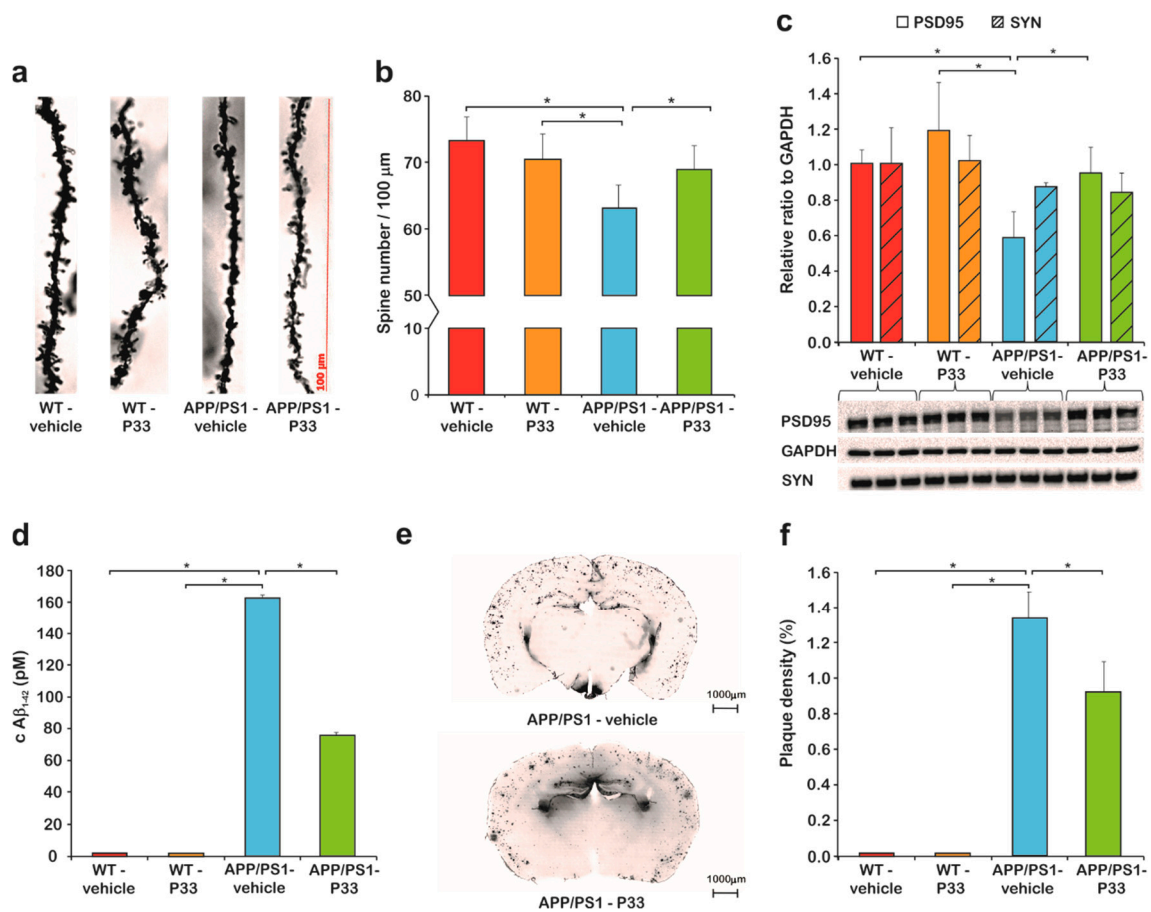 a
100 μm
WT -
vehicle
WT -
P33
APP/PS1 -
vehicle
APP/PS1 -
P33
b
Spine number / 100 μm
80
70
60
50
10
0
*
*
*
WT -
vehicle
WT -
P33
APP/PS1 -
vehicle
APP/PS1 -
P33
c
PSD95
SYN
Relative ratio to GAPDH
1.6
1.4
1.2
1.0
0.8
0.6
0.4
0.2
0.0
*
*
*
WT -
vehicle
WT -
P33
APP/PS1-
vehicle
APP/PS1-
P33
PSD95
GAPDH
SYN
d
c Aβ1-42 (pM)
180
160
140
120
100
80
60
40
20
0
*
*
*
WT -
vehicle
WT -
P33
APP/PS1-
vehicle
APP/PS1-
P33
e
1000μm
APP/PS1 - vehicle
1000μm
APP/PS1 - P33
f
Plaque density (%)
1.6
1.4
1.2
1.0
0.8
0.6
0.4
0.2
0.0
*
*
*
WT -
vehicle
WT -
P33
APP/PS1-
vehicle
APP/PS1-
P33